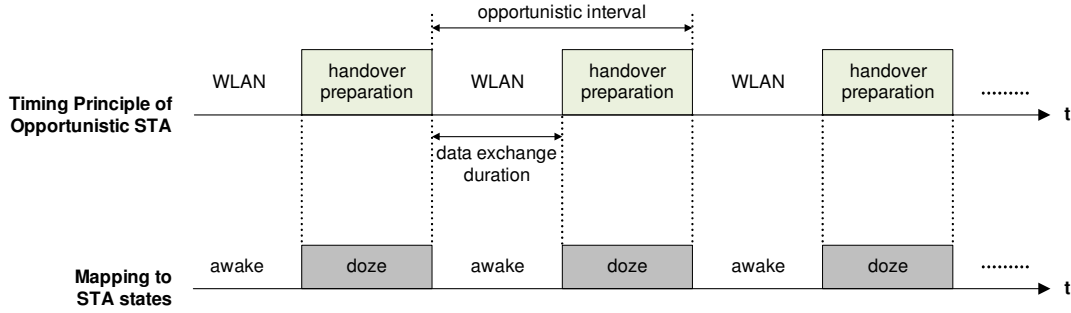 opportunistic interval
WLAN
handover
preparation
WLAN
handover
preparation
WLAN
handover
preparation
.........
Timing Principle of
Opportunistic STA
t
data exchange
duration
awake
doze
awake
doze
awake
doze
.........
Mapping to
STA states
t